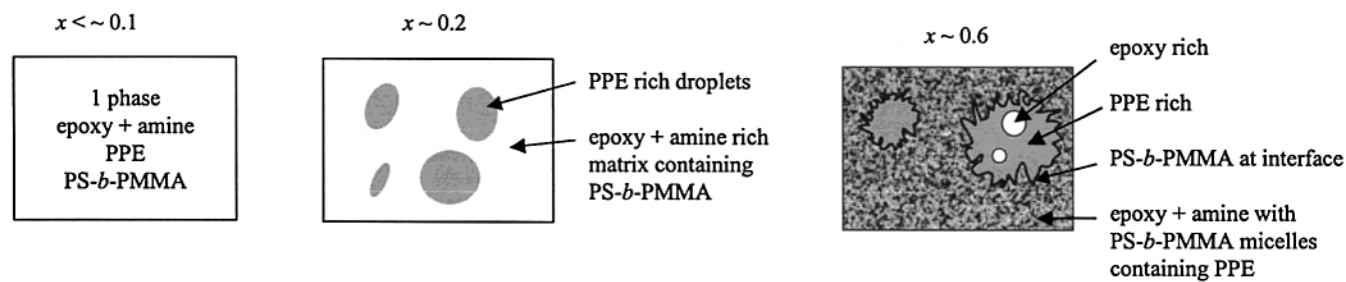 x < ~ 0.1
1 phase
epoxy + amine
PPE
PS-b-PMMA
x ~ 0.2
PPE rich droplets
epoxy + amine rich
matrix containing
PS-b-PMMA
x ~ 0.6
epoxy rich
PPE rich
PS-b-PMMA at interface
epoxy + amine with
PS-b-PMMA micelles
containing PPE